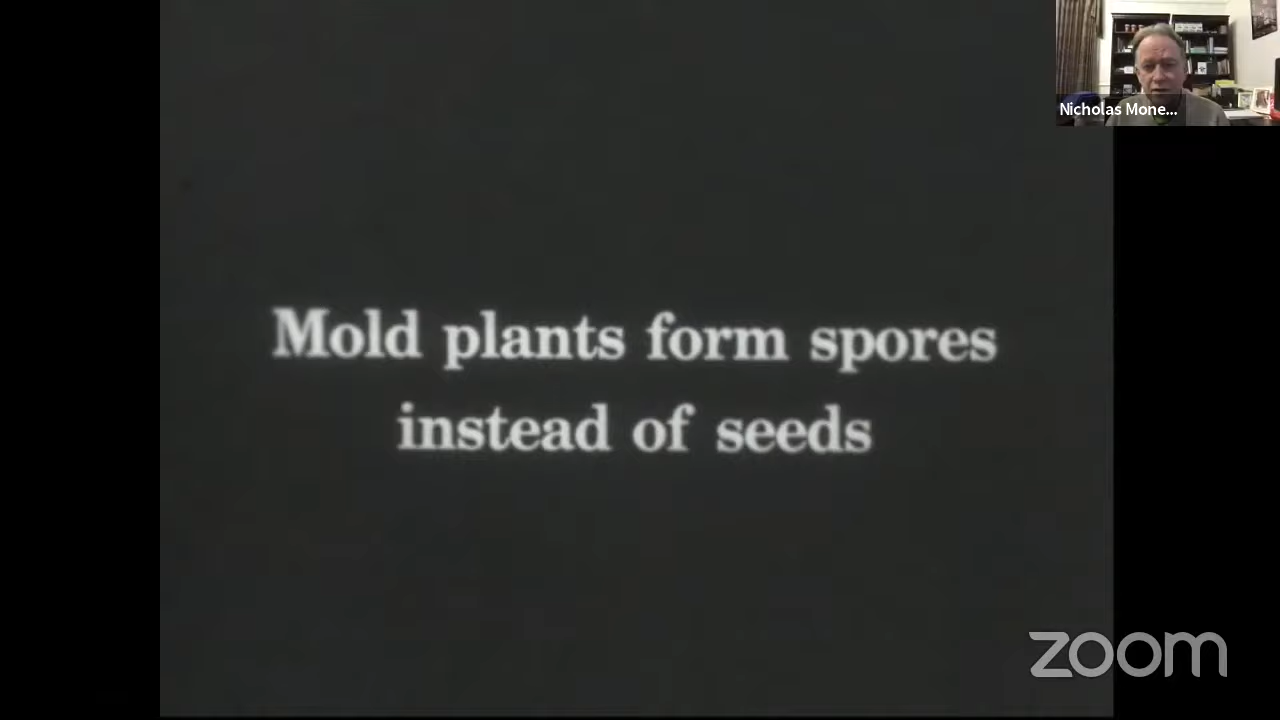 Nicholas Mone...
Mold plants form spores
instead of seeds
zoom